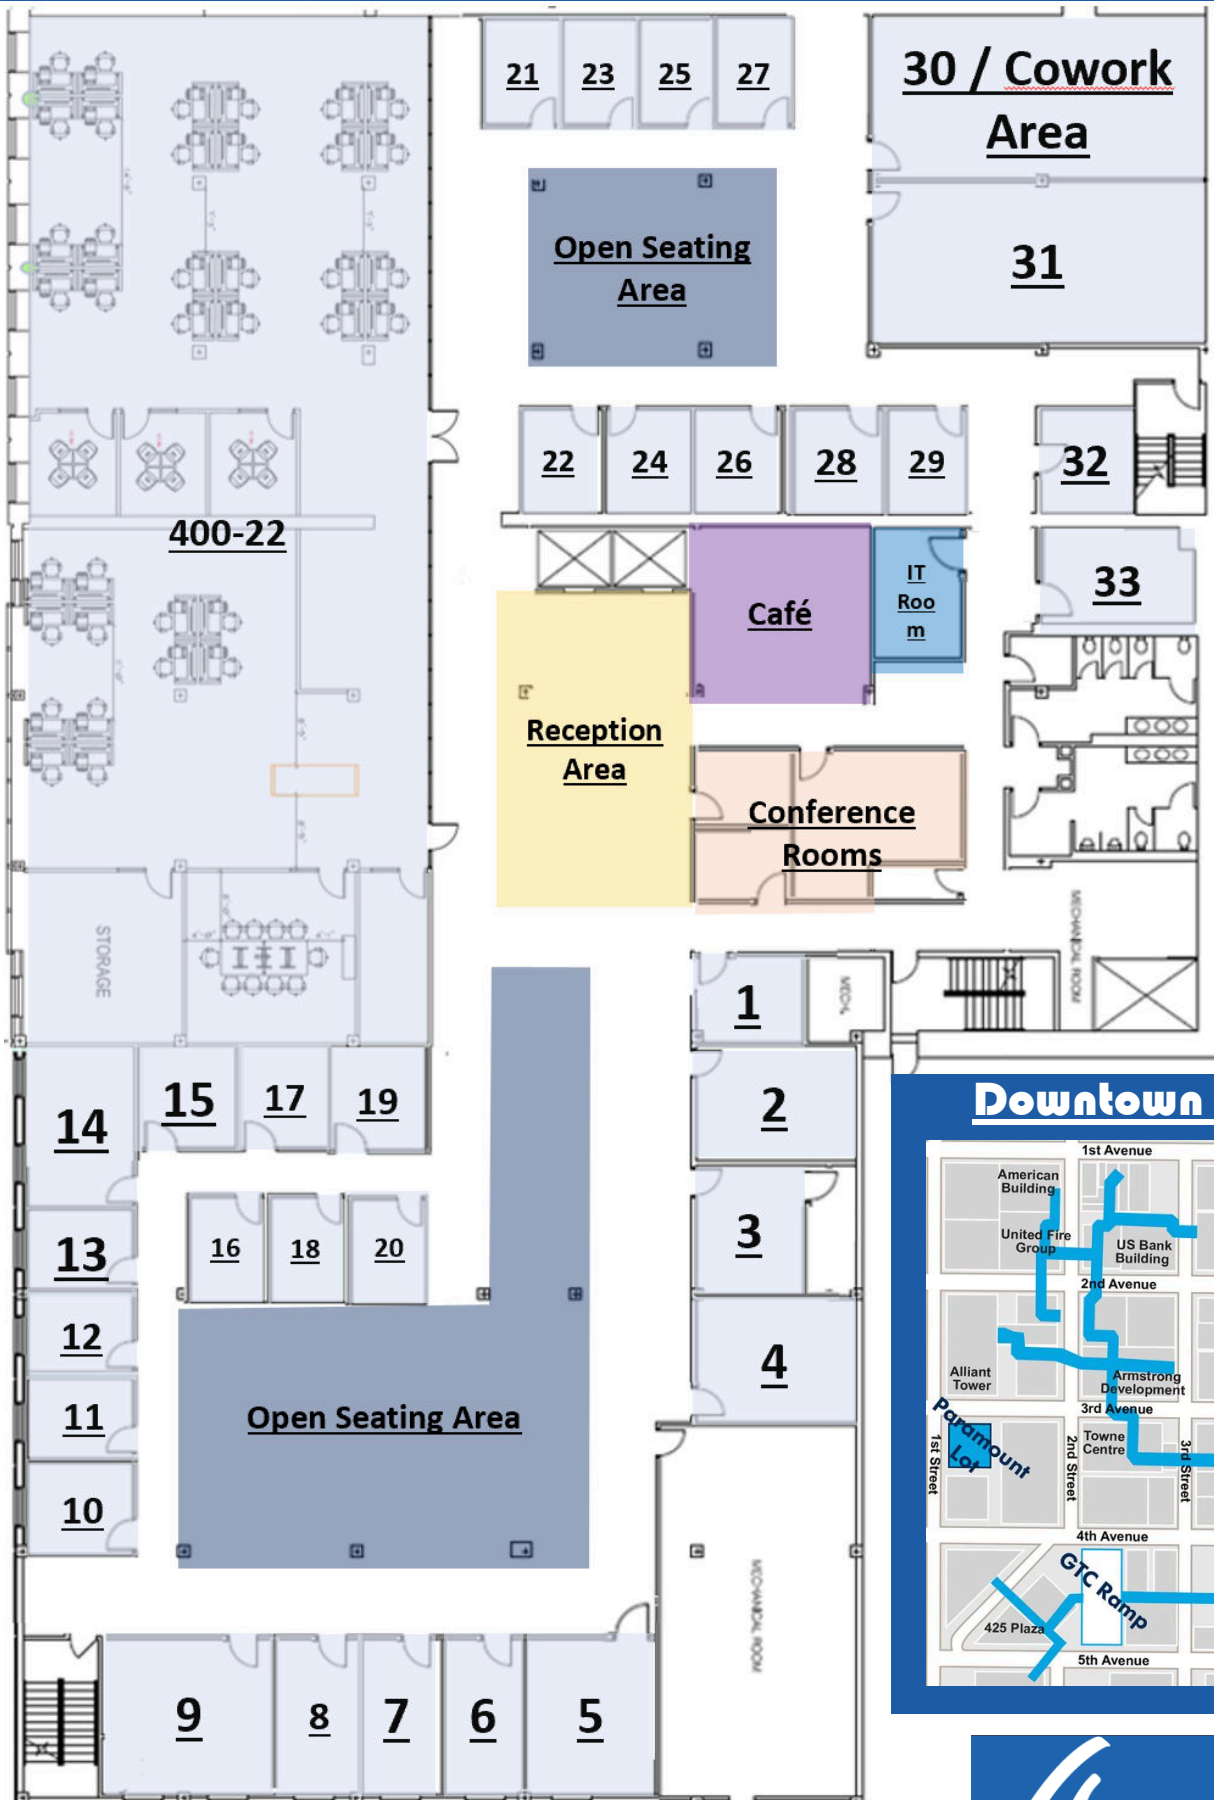 21
23
25
27
30 / Cowork
Area
Open Seating
Area
31
22
24
26
28
29
32
400-22
Café
IT
Roo
m
33
Reception
Area
Conference
Rooms
STORAGE
MECHANICAL ROOM
1
MECH.
2
14
15
17
19
3
13
16
18
20
12
4
11
Open Seating Area
10
MECHANICAL ROOM
9
8
7
6
5
Downtown
1st Avenue
American
Building
United Fire
Group
US Bank
Building
2nd Avenue
Alliant
Tower
Armstrong
Development
3rd Avenue
Paramount
Lot
Towne
Centre
1st Street
2nd Street
3rd Street
4th Avenue
GTC Ramp
425 Plaza
5th Avenue